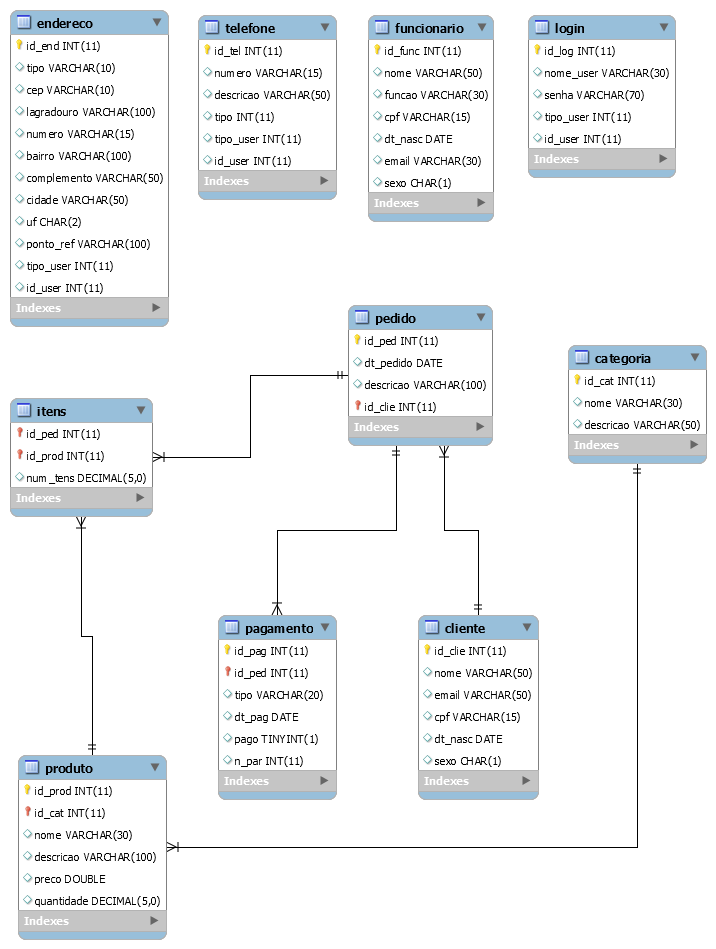 endereco
id_end INT(11)
tipo VARCHAR(10)
cep VARCHAR(10)
lagradouro VARCHAR(100)
numero VARCHAR(15)
bairro VARCHAR(100)
complemento VARCHAR(50)
cidade VARCHAR(50)
uf CHAR(2)
ponto_ref VARCHAR(100)
tipo_user INT(11)
id_user INT(11)
Indexes
telefone
id_tel INT(11)
numero VARCHAR(15)
descricao VARCHAR(50)
tipo INT(11)
tipo_user INT(11)
id_user INT(11)
Indexes
funcionario
id_func INT(11)
nome VARCHAR(50)
funcao VARCHAR(30)
cpf VARCHAR(15)
dt_nasc DATE
email VARCHAR(30)
sexo CHAR(1)
Indexes
login
id_log INT(11)
nome_user VARCHAR(30)
senha VARCHAR(70)
tipo_user INT(11)
id_user INT(11)
Indexes
pedido
id_ped INT(11)
dt_pedido DATE
descricao VARCHAR(100)
id_clie INT(11)
Indexes
categoria
id_cat INT(11)
nome VARCHAR(30)
descricao VARCHAR(50)
Indexes
itens
id_ped INT(11)
id_prod INT(11)
num_tens DECIMAL(5,0)
Indexes
pagamento
id_pag INT(11)
id_ped INT(11)
tipo VARCHAR(20)
dt_pag DATE
pago TINYINT(1)
n_par INT(11)
Indexes
cliente
id_clie INT(11)
nome VARCHAR(50)
email VARCHAR(50)
cpf VARCHAR(15)
dt_nasc DATE
sexo CHAR(1)
Indexes
produto
id_prod INT(11)
id_cat INT(11)
nome VARCHAR(30)
descricao VARCHAR(100)
preco DOUBLE
quantidade DECIMAL(5,0)
Indexes